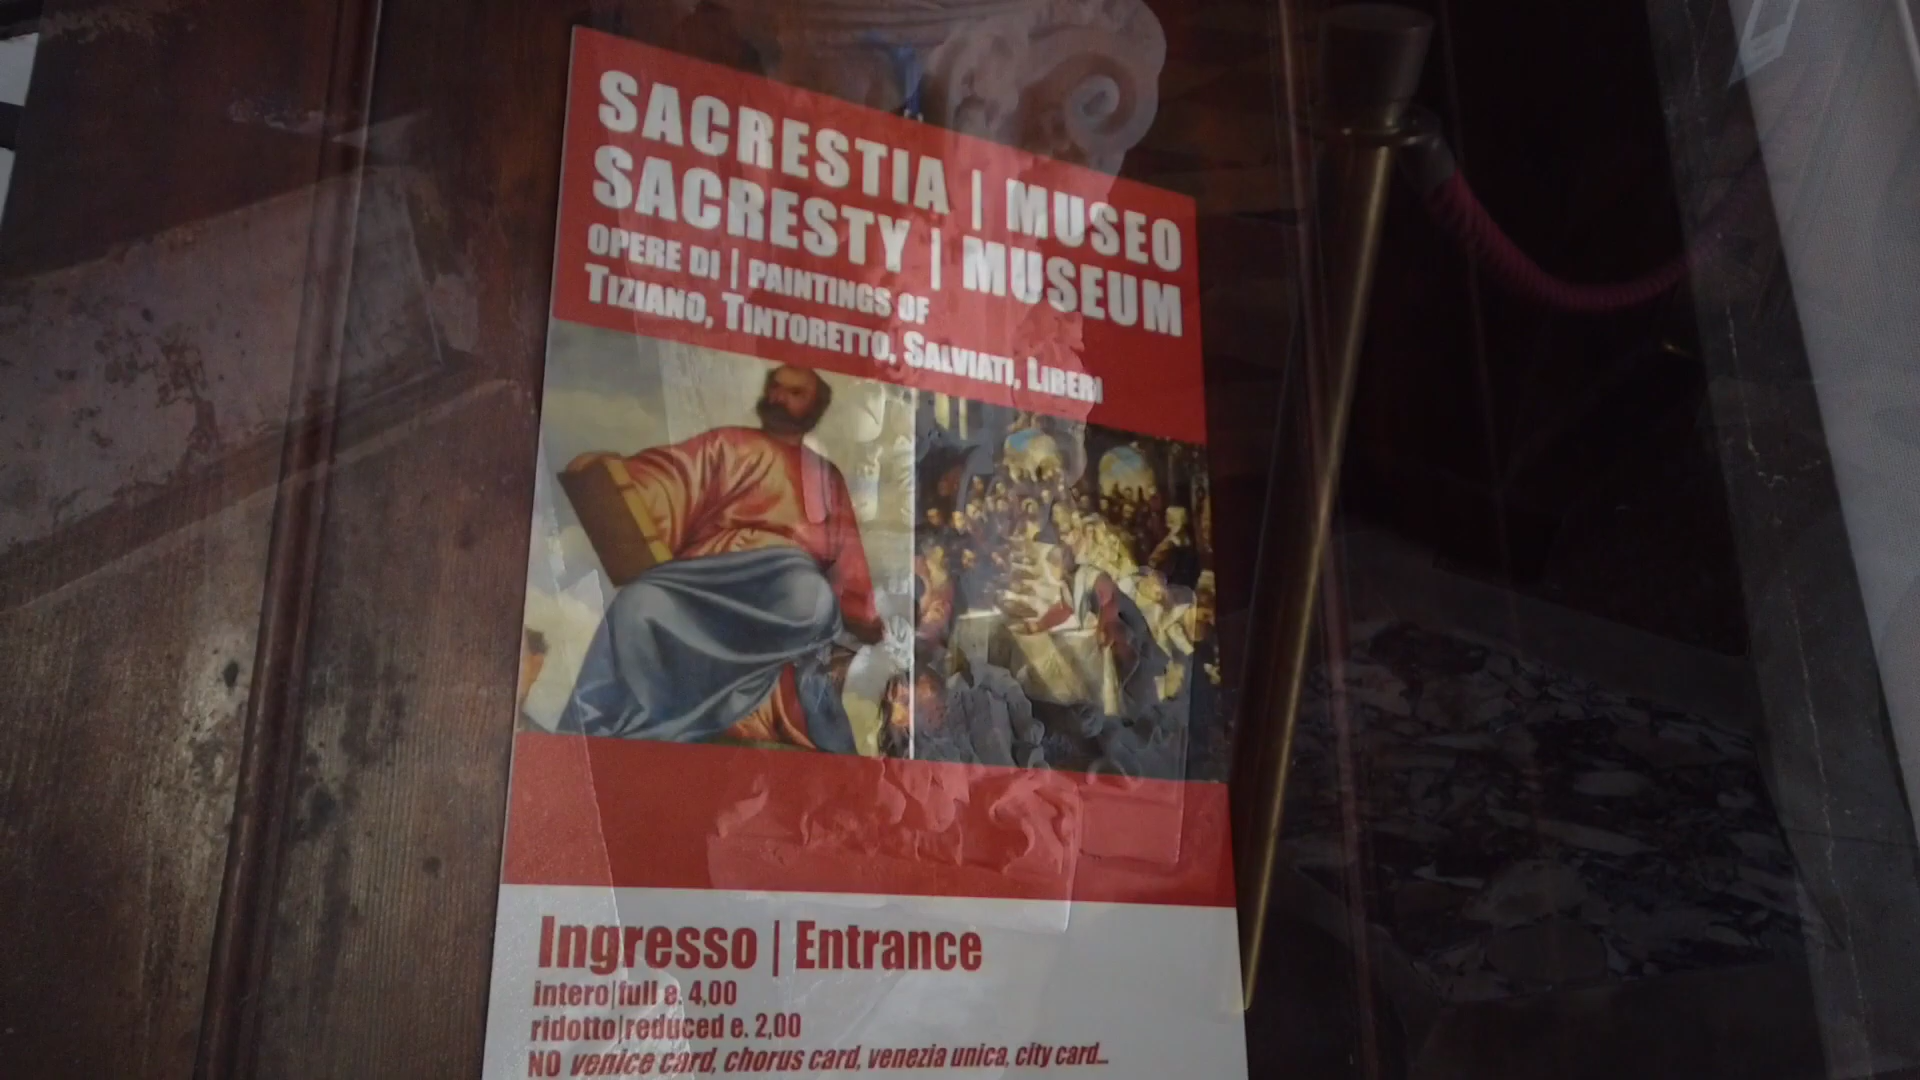 SACRESTIA | MUSEO
SACRESTY | MUSEUM
OPERE DI | PAINTINGS OF
TIZIANO, TINTORETTO, SALVIATI, LIBERI
Ingresso | Entrance
intero|full e. 4,00
ridotto|reduced e. 2,00
NO venice card, chorus card, venezia unica, city card...